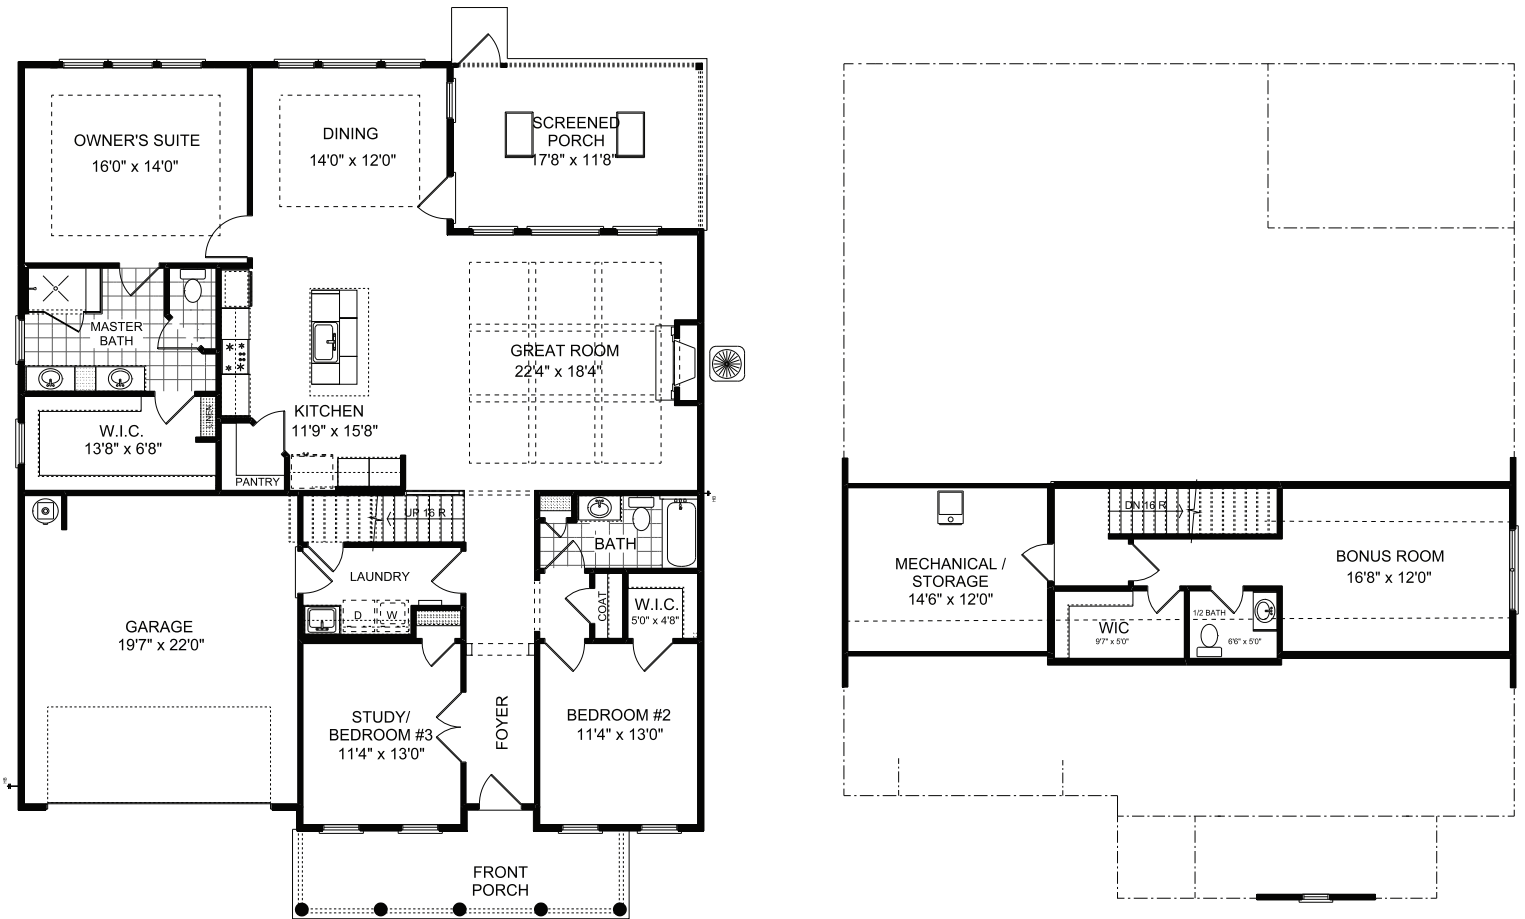 OWNER'S SUITE
16'0" x 14'0"
DINING
14'0" x 12'0"
SCREENED
PORCH
17'8" x 11'8"
MASTER
BATH
GREAT ROOM
22'4" x 18'4"
KITCHEN
11'9" x 15'8"
LINEN
W.I.C.
13'8" x 6'8"
PANTRY
HB
UP 16 R
BATH
LAUNDRY
D
W
COAT
W.I.C.
5'0" x 4'8"
GARAGE
19'7" x 22'0"
STUDY/
BEDROOM #3
11'4" x 13'0"
FOYER
BEDROOM #2
11'4" x 13'0"
HB
FRONT
PORCH
MECHANICAL /
STORAGE
14'6" x 12'0"
DN 16 R
BONUS ROOM
16'8" x 12'0"
WIC
9'7" x 5'0"
1/2 BATH
6'6" x 5'0"